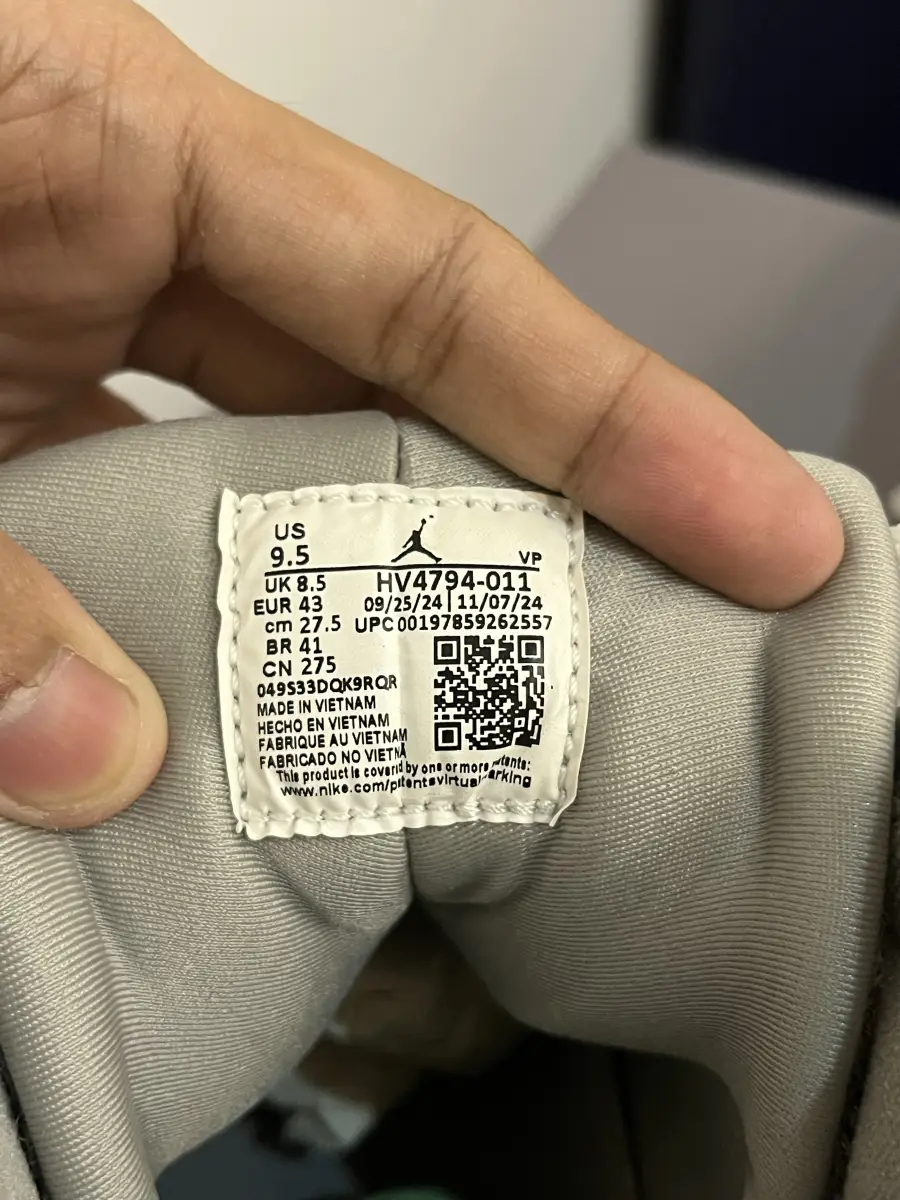 US
9.5
VP
UK 8.5 HV4794-011
EUR 43 09/25/24 | 11/07/24
cm 27.5 UPC 00197859262557
BR 41
CN 275
049S33DQK9RQR
MADE IN VIETNAM
HECHO EN VIETNAM
FABRIQUE AU VIETNAM
FABRICADO NO VIETNA
This product is covered by one or more patents:
www.nike.com/patentsvirtualmarking